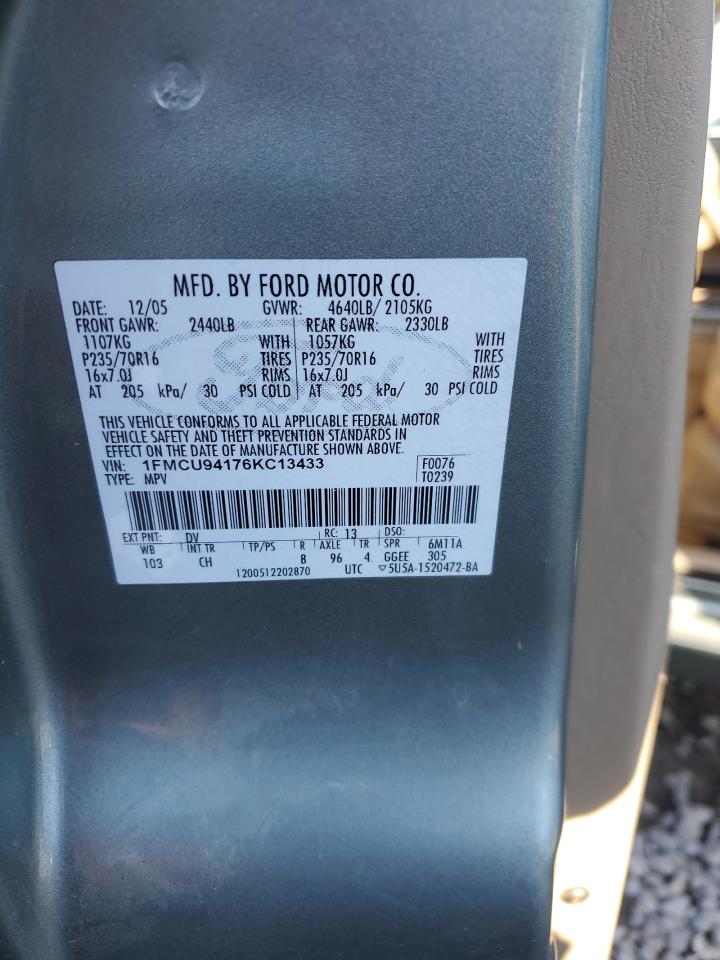 MFD. BY FORD MOTOR CO.
DATE: 12/05 GVWR: 4640LB/ 2105KG
FRONT GAWR: 2440LB REAR GAWR: 2330LB
1107KG WITH 1057KG WITH
P235/70R16 TIRES P235/70R16 TIRES
16x7.0J RIMS 16x7.0J RIMS
AT 205 kPa/ 30 PSI COLD AT 205 kPa/ 30 PSI COLD
Ford
THIS VEHICLE CONFORMS TO ALL APPLICABLE FEDERAL MOTOR
VEHICLE SAFETY AND THEFT PREVENTION STANDARDS IN
EFFECT ON THE DATE OF MANUFACTURE SHOWN ABOVE.
VIN: 1FMCU94176KC13433 F0076
TYPE: MPV T0239
EXT PNT: DV RC: 13 DSO:
WB INT TR TP/PS R AXLE TR SPR 6M11A
103 CH 8 96 4 GGEE 305
1200512202870 UTC ▽5U5A-1520472-BA